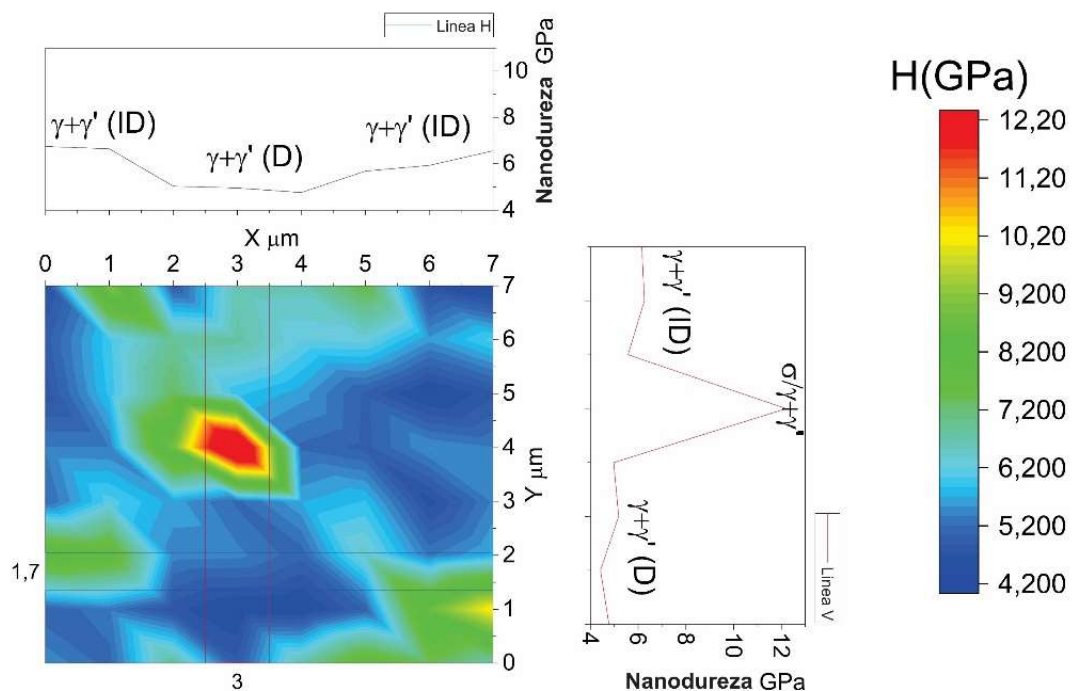 Linea H
10
8
6
4
Nanodureza GPa
γ+γ' (ID)
γ+γ' (D)
γ+γ' (ID)
X μm
0 1 2 3 4 5 6 7
7
6
5
4
3
2
1
0
Y μm
1,7
3
γ+γ' (ID)
σ/γ+γ'
γ+γ' (D)
Linea V
4 6 8 10 12
Nanodureza GPa
H(GPa)
12,20
11,20
10,20
9,200
8,200
7,200
6,200
5,200
4,200